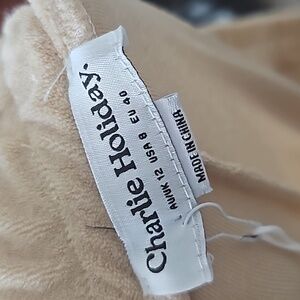 Charlie Holiday.
L AU/UK 12 USA 8 EU 40
MADE IN CHINA